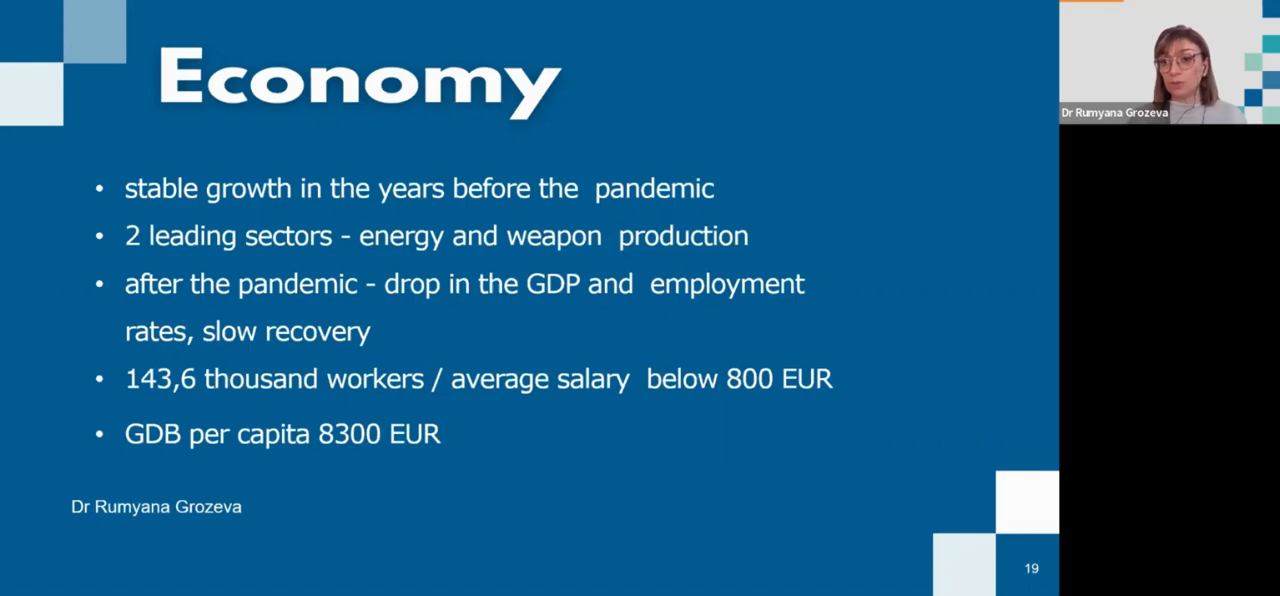 Economy
• stable growth in the years before the pandemic
• 2 leading sectors - energy and weapon production
• after the pandemic - drop in the GDP and employment
rates, slow recovery
• 143,6 thousand workers / average salary below 800 EUR
• GDB per capita 8300 EUR
Dr Rumyana Grozeva
19
Dr Rumyana Grozeva